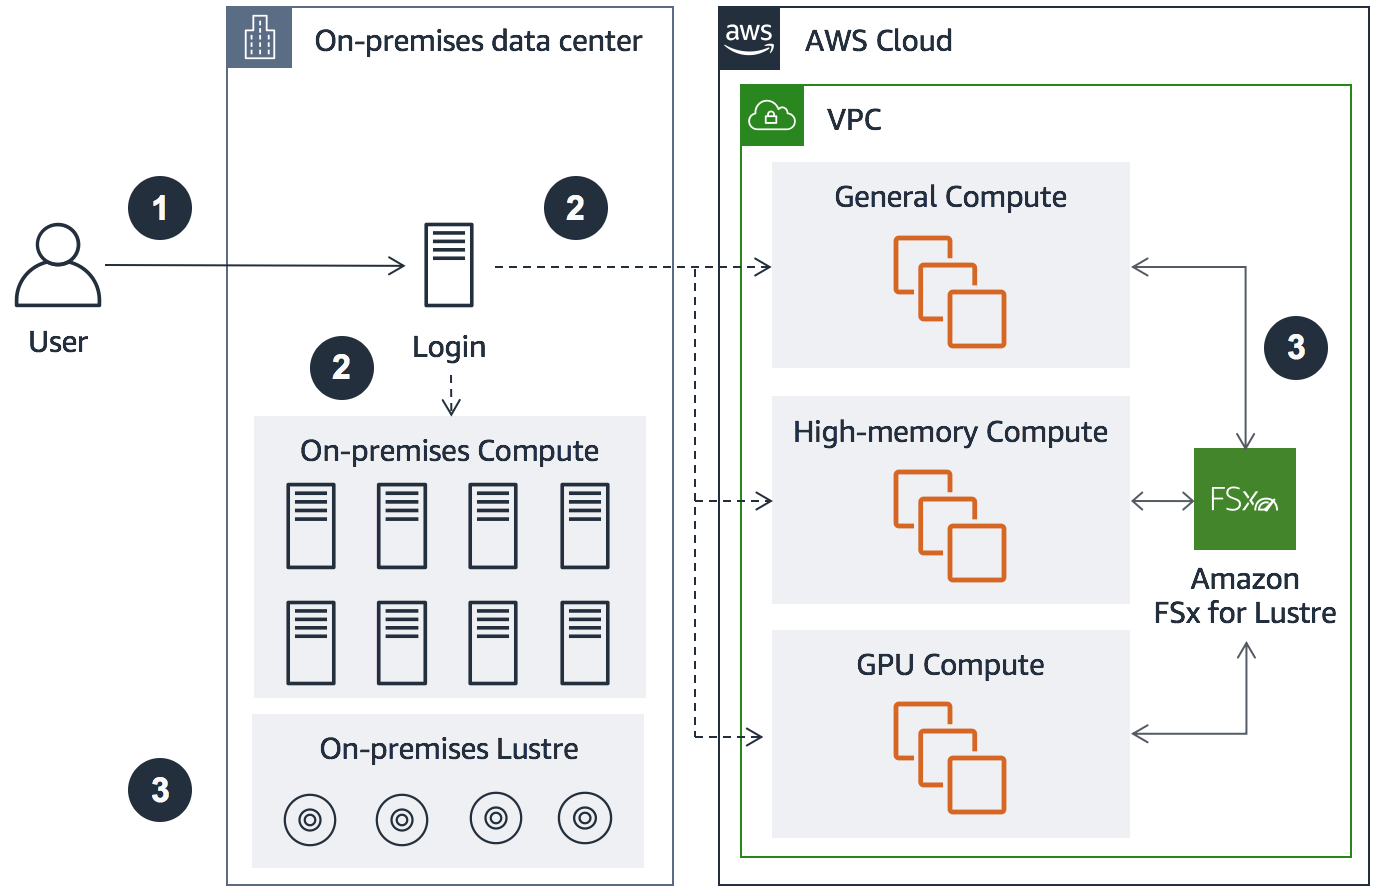 On-premises data center
aws
AWS Cloud
VPC
1
2
User
Login
2
General Compute
3
On-premises Compute
High-memory Compute
FSx
Amazon
FSx for Lustre
GPU Compute
On-premises Lustre
3